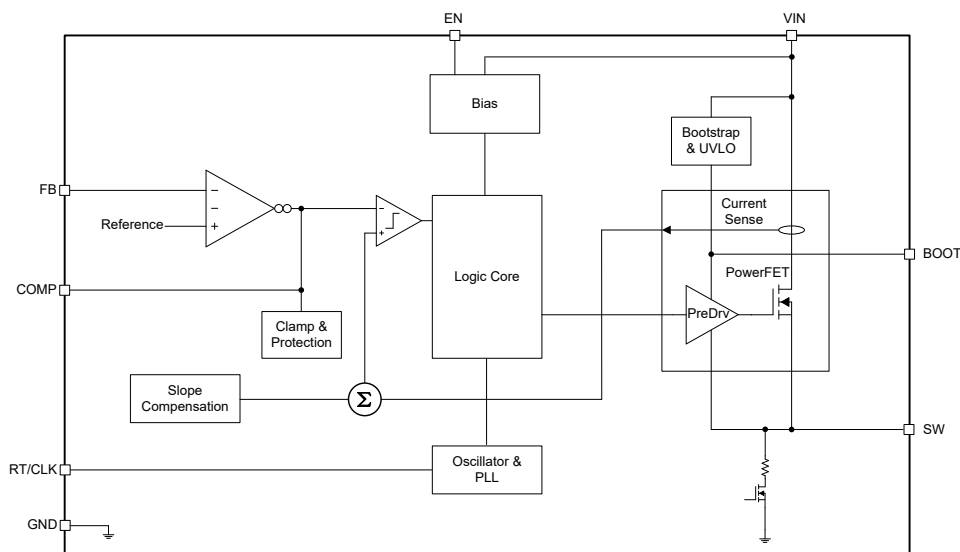 EN
VIN
Bias
Bootstrap
& UVLO
FB
−
−
+
Reference
−
+
Current
Sense
BOOT
Logic Core
PowerFET
COMP
PreDrv
Clamp &
Protection
Slope
Compensation
Σ
SW
RT/CLK
Oscillator &
PLL
GND